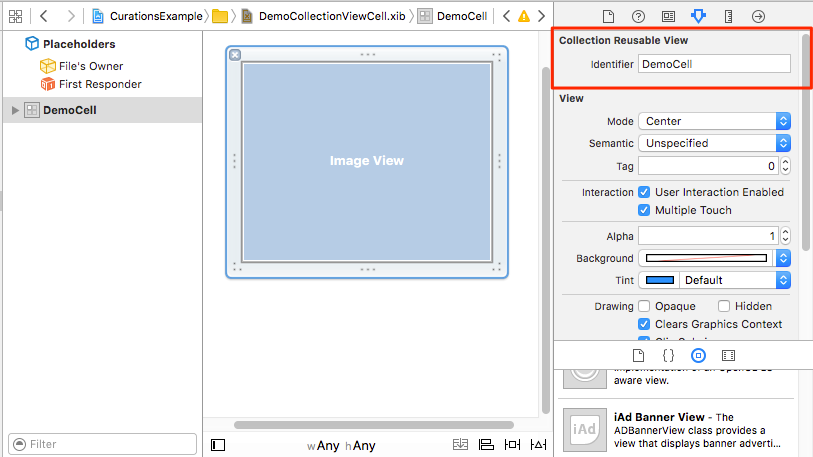 CurationsExample
DemoCollectionViewCell.xib
DemoCell
Placeholders
File's Owner
First Responder
DemoCell
Filter
Image View
wAny hAny
Collection Reusable View
Identifier DemoCell
View
Mode Center
Semantic Unspecified
Tag 0
Interaction User Interaction Enabled
Multiple Touch
Alpha 1
Background
Tint Default
Drawing Opaque Hidden
Clears Graphics Context
aware view.
iAd
iAd Banner View - The
ADBannerView class provides a
view that displays banner adverti...